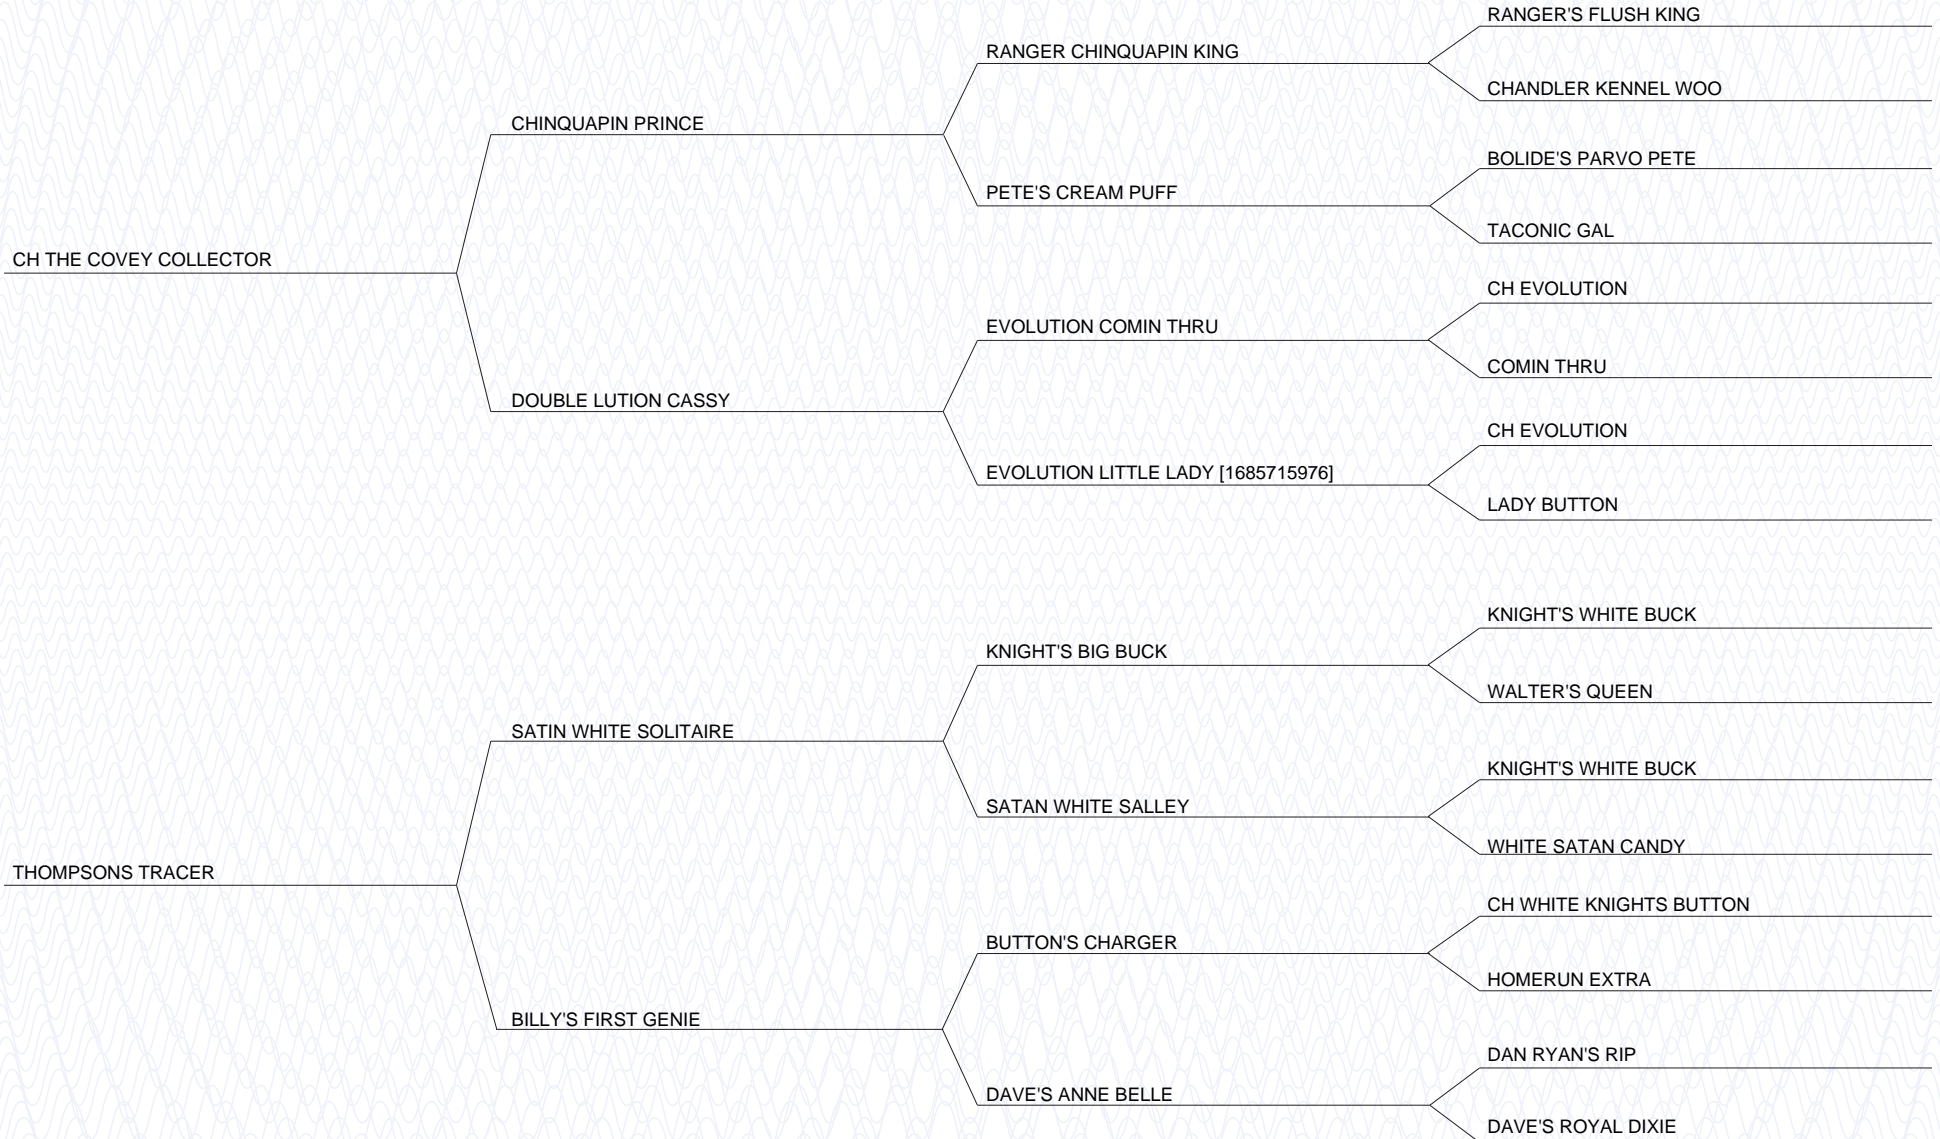 RANGER'S FLUSH KING
RANGER CHINQUAPIN KING
CHANDLER KENNEL WOO
CHINQUAPIN PRINCE
BOLIDE'S PARVO PETE
PETE'S CREAM PUFF
TACONIC GAL
CH THE COVEY COLLECTOR
CH EVOLUTION
EVOLUTION COMIN THRU
COMIN THRU
DOUBLE LUTION CASSY
CH EVOLUTION
EVOLUTION LITTLE LADY [1685715976]
LADY BUTTON
KNIGHT'S WHITE BUCK
KNIGHT'S BIG BUCK
WALTER'S QUEEN
SATIN WHITE SOLITAIRE
KNIGHT'S WHITE BUCK
SATAN WHITE SALLEY
WHITE SATAN CANDY
THOMPSONS TRACER
CH WHITE KNIGHTS BUTTON
BUTTON'S CHARGER
HOMERUN EXTRA
BILLY'S FIRST GENIE
DAN RYAN'S RIP
DAVE'S ANNE BELLE
DAVE'S ROYAL DIXIE